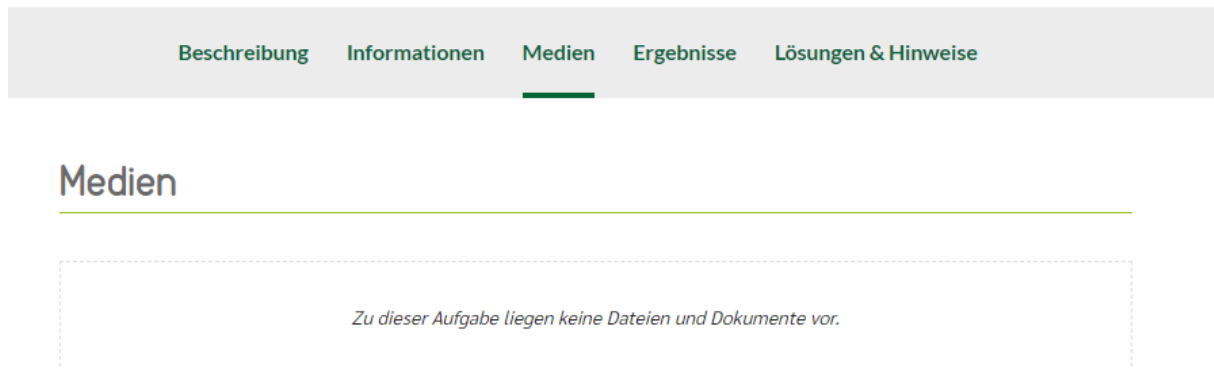 Beschreibung Informationen Medien Ergebnisse Lösungen & Hinweise
Medien
Zu dieser Aufgabe liegen keine Dateien und Dokumente vor.